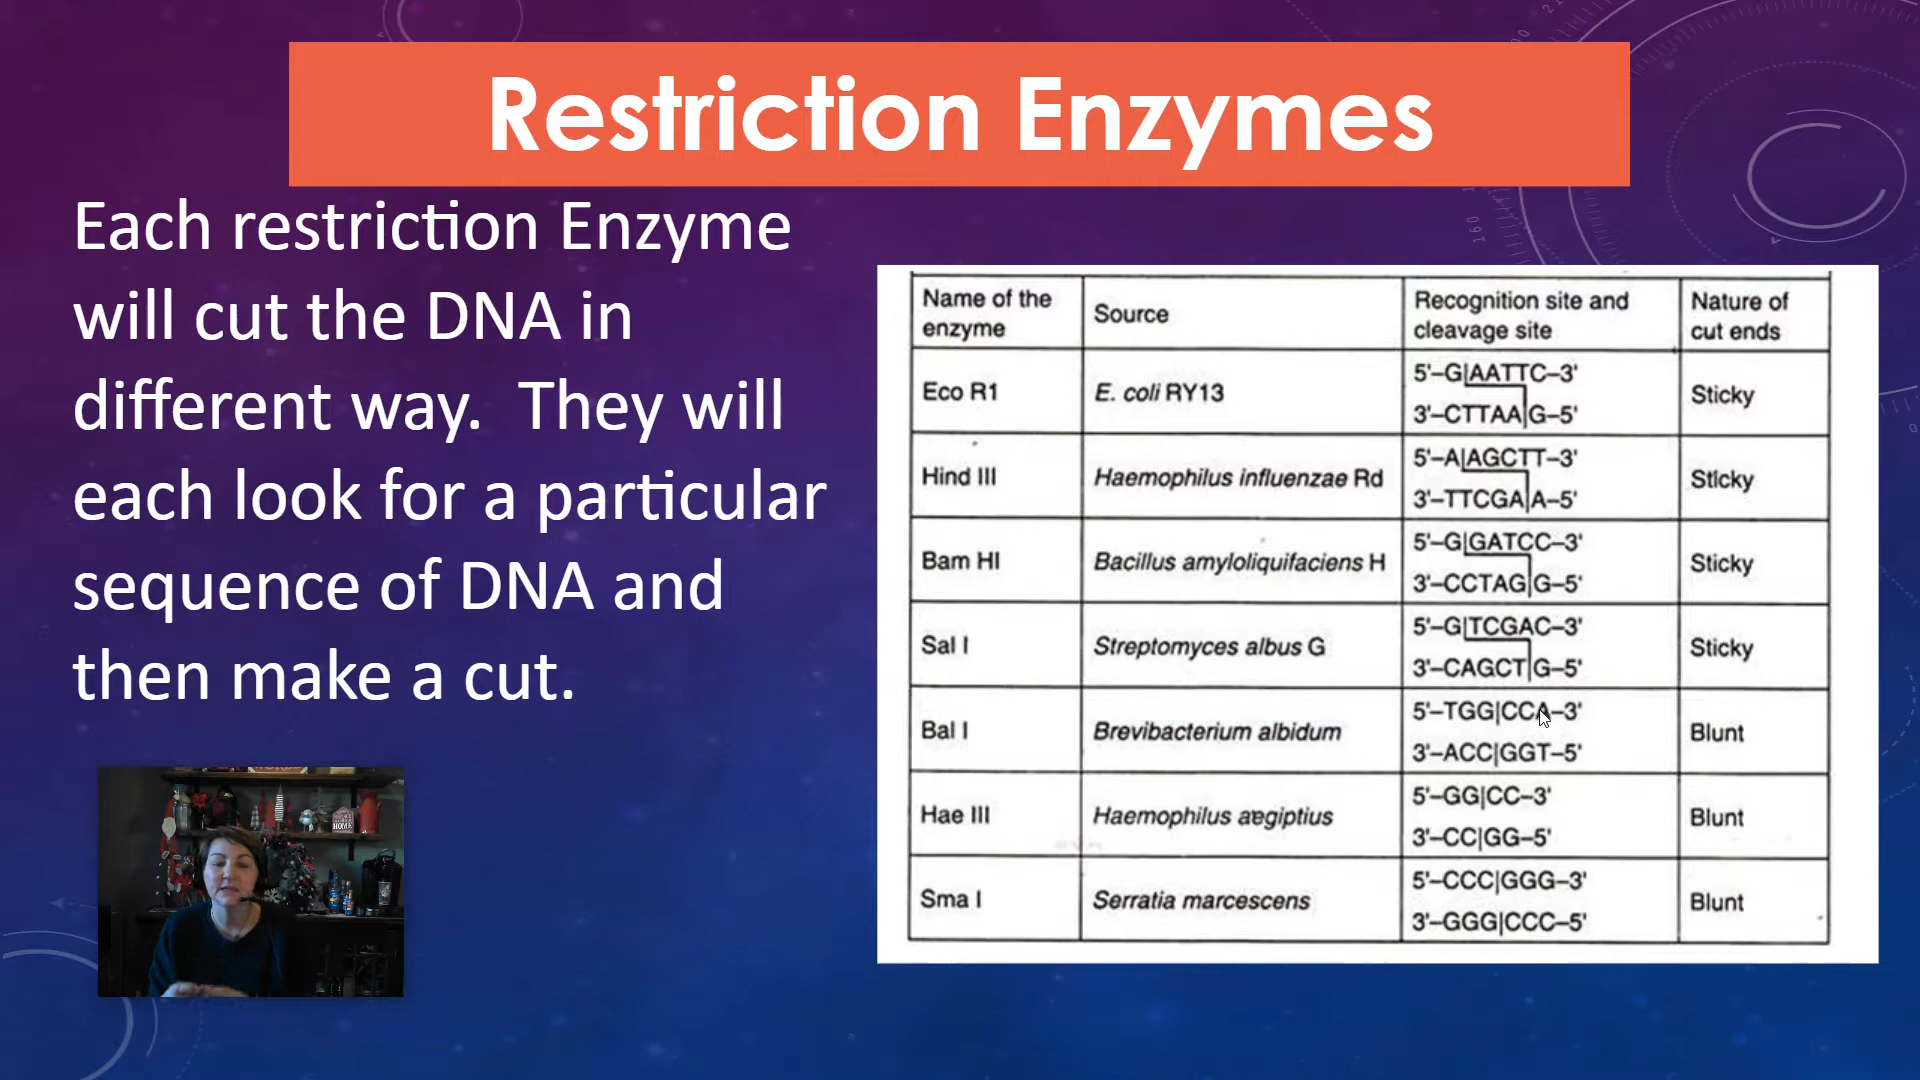 Restriction Enzymes
Each restriction Enzyme
will cut the DNA in
different way.  They will
each look for a particular
sequence of DNA and
then make a cut.
Name of the
enzyme
Source
Recognition site and
cleavage site
Nature of
cut ends
Eco R1
E. coli RY13
5'–G|AATTC–3'
3'–CTTAA|G–5'
Sticky
Hind III
Haemophilus influenzae Rd
5'–A|AGCTT–3'
3'–TTCGA|A–5'
Sticky
Bam HI
Bacillus amyloliquifaciens H
5'–G|GATCC–3'
3'–CCTAG|G–5'
Sticky
Sal I
Streptomyces albus G
5'–G|TCGAC–3'
3'–CAGCT|G–5'
Sticky
Bal I
Brevibacterium albidum
5'–TGG|CCA–3'
3'–ACC|GGT–5'
Blunt
Hae III
Haemophilus aegiptius
5'–GG|CC–3'
3'–CC|GG–5'
Blunt
Sma I
Serratia marcescens
5'–CCC|GGG–3'
3'–GGG|CCC–5'
Blunt